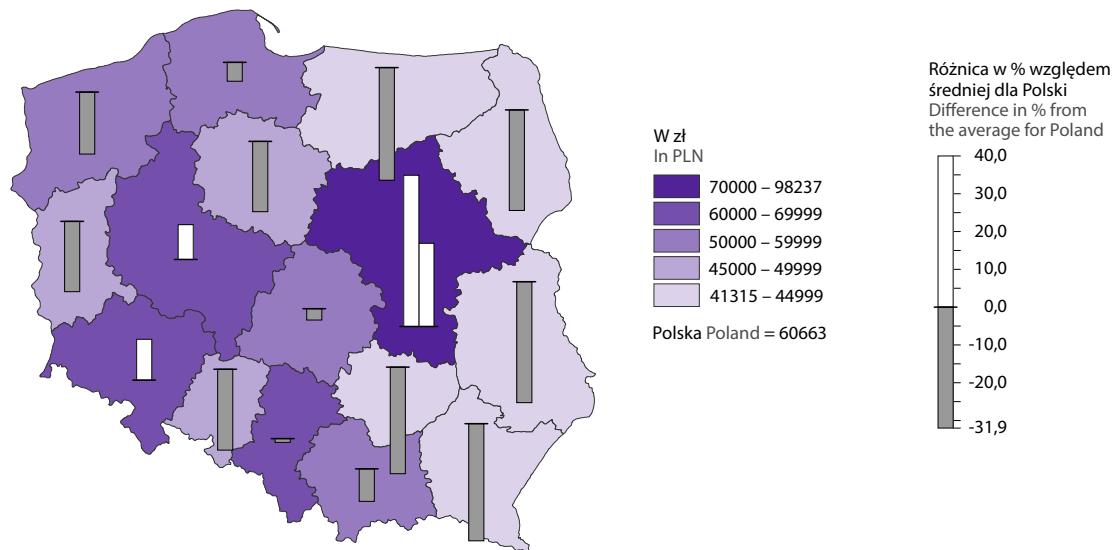 W zł
In PLN
70000 – 98237
60000 – 69999
50000 – 59999
45000 – 49999
41315 – 44999
Polska Poland = 60663
Różnica w % względem
średniej dla Polski
Difference in % from
the average for Poland
40,0
30,0
20,0
10,0
0,0
-10,0
-20,0
-31,9